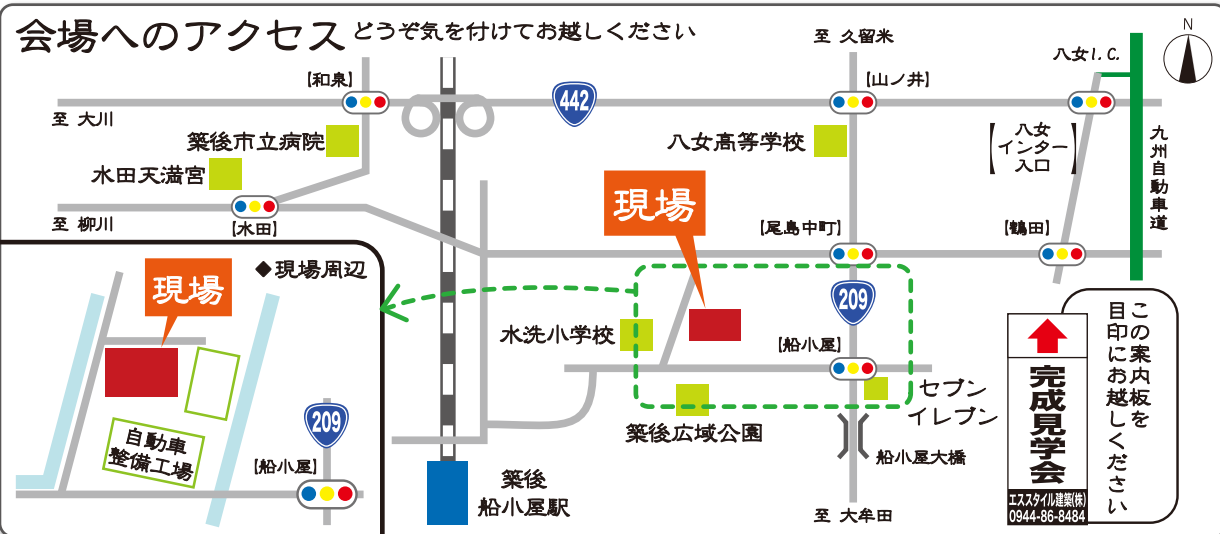 会場へのアクセス どうぞ気を付けてお越しください
至 久留米
八女I.C.
N
【和泉】
442
【山ノ井】
至 大川
築後市立病院
八女高等学校
【八女
インター
入口】
九州自動車道
水田天満宮
現場
至 柳川
【水田】
【尾島中町】
【鶴田】
◆現場周辺
現場
209
水洗小学校
【船小屋】
セブン
イレブン
築後広域公園
船小屋大橋
自動車
整備工場
209
【船小屋】
築後
船小屋駅
至 大牟田
この案内板を
目印にお越しください
完成見学会
エススタイル建築(株)
0944-86-8484